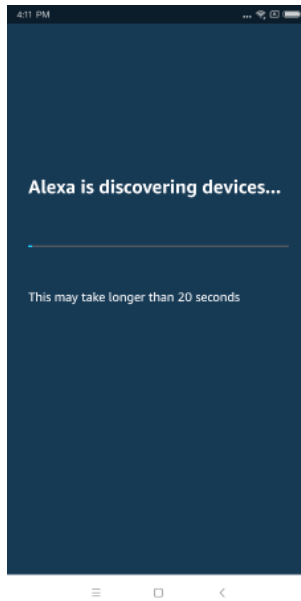 4:11 PM
Alexa is discovering devices...
This may take longer than 20 seconds